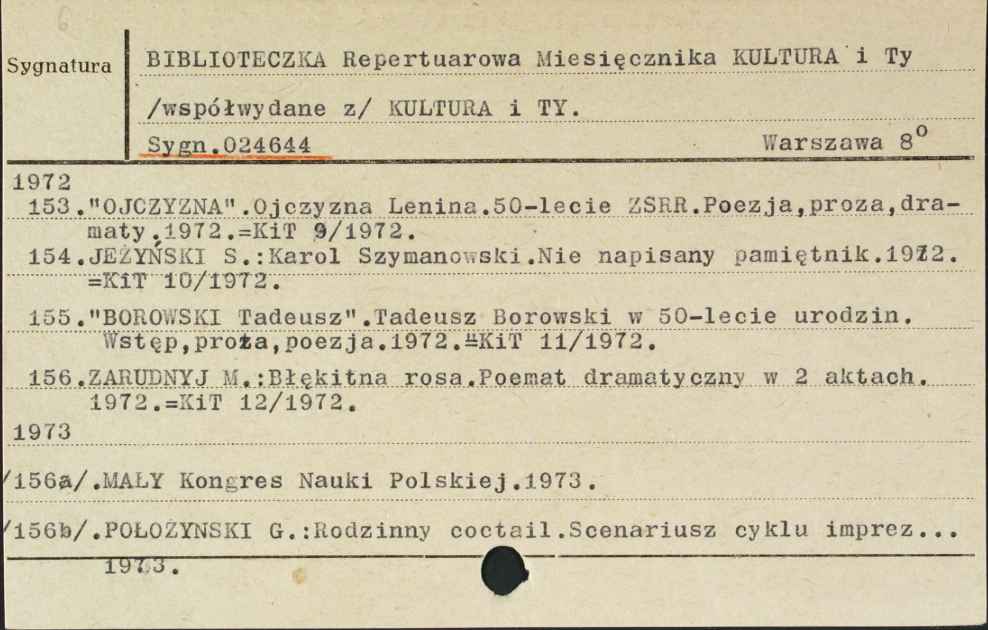 6
BIBLIOTECZKA Repertuarowa Miesięcznika KULTURA i Ty
Sygnatura
/współwydane z/ KULTURA i TY.
Sygn.024644 Warszawa 8º
1972
153."OJCZYZNA".Ojczyzna Lenina.50-lecie ZSRR.Poezja,proza,dra-
maty.1972.=KiT 9/1972.
154.JEŻYŃSKI S.:Karol Szymanowski.Nie napisany pamiętnik.1972.
=KiT 10/1972.
155."BOROWSKI Tadeusz".Tadeusz Borowski w 50-lecie urodzin.
Wstęp,proza,poezja.1972.=KiT 11/1972.
156.ZARUDNYJ M.:Błękitna rosa.Poemat dramatyczny w 2 aktach.
1972.=KiT 12/1972.
1973
/156a/.MAŁY Kongres Nauki Polskiej.1973.
/156b/.POŁOŻYNSKI G.:Rodzinny coctail.Scenariusz cyklu imprez...
1973.